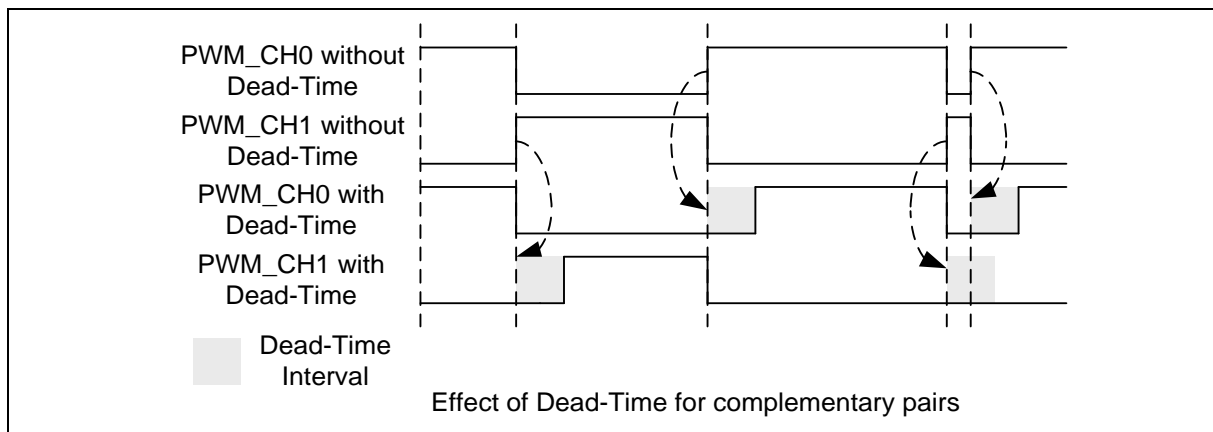 PWM_CH0 without
Dead-Time
PWM_CH1 without
Dead-Time
PWM_CH0 with
Dead-Time
PWM_CH1 with
Dead-Time
Dead-Time
Interval
Effect of Dead-Time for complementary pairs